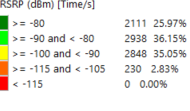 RSRP (dBm) [Time/s]
>= -80 2111 25.97%
>= -90 and < -80 2938 36.15%
>= -100 and < -90 2848 35.05%
>= -115 and < -105 230 2.83%
< -115 0 0.00%